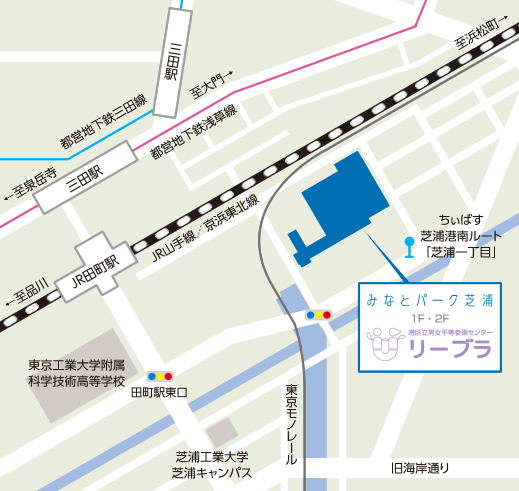 至浜松町→
三田駅
至大門→
都営地下鉄三田線
都営地下鉄浅草線
←至泉岳寺
三田駅
ちぃばす
芝浦港南ルート
「芝浦一丁目」
JR山手線／京浜東北線
JR田町駅
←至品川
みなとパーク芝浦
1F・2F
港区立男女平等参画センター
リーブラ
東京工業大学附属
科学技術高等学校
田町駅東口
東京モノレール
芝浦工業大学
芝浦キャンパス
旧海岸通り